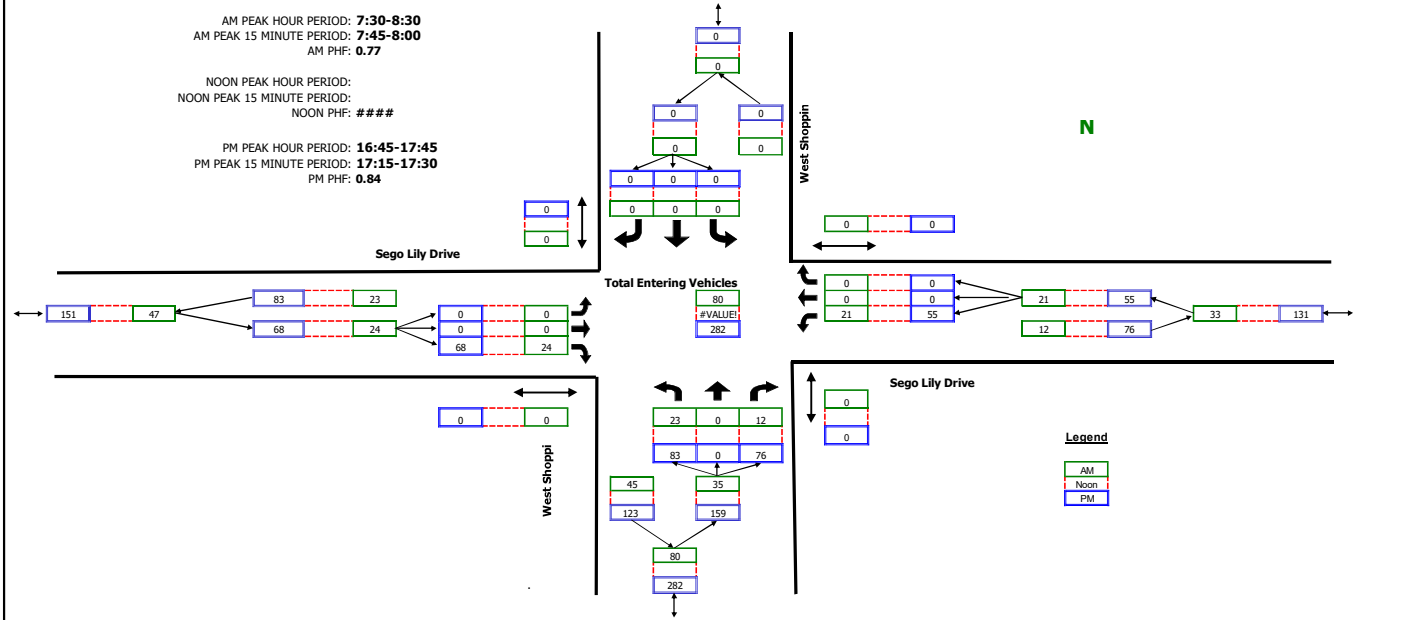 AM PEAK HOUR PERIOD: 7:30-8:30
AM PEAK 15 MINUTE PERIOD: 7:45-8:00
AM PHF: 0.77
NOON PEAK HOUR PERIOD:
NOON PEAK 15 MINUTE PERIOD:
NOON PHF: ####
PM PEAK HOUR PERIOD: 16:45-17:45
PM PEAK 15 MINUTE PERIOD: 17:15-17:30
PM PHF: 0.84
0
0
0 0
0 0
0 0 0
0 0 0
West Shoppin
N
0
0
Sego Lily Drive
0 0
Total Entering Vehicles
80
#VALUE!
282
151 47
83 23
68 24
0 0
0 0
68 24
0 0
0 0
21 55
21 55
12 76
33 131
0 0
West Shoppi
23 0 12
83 0 76
45 35
123 159
80
282
.
Sego Lily Drive
0
0
Legend
AM
Noon
PM